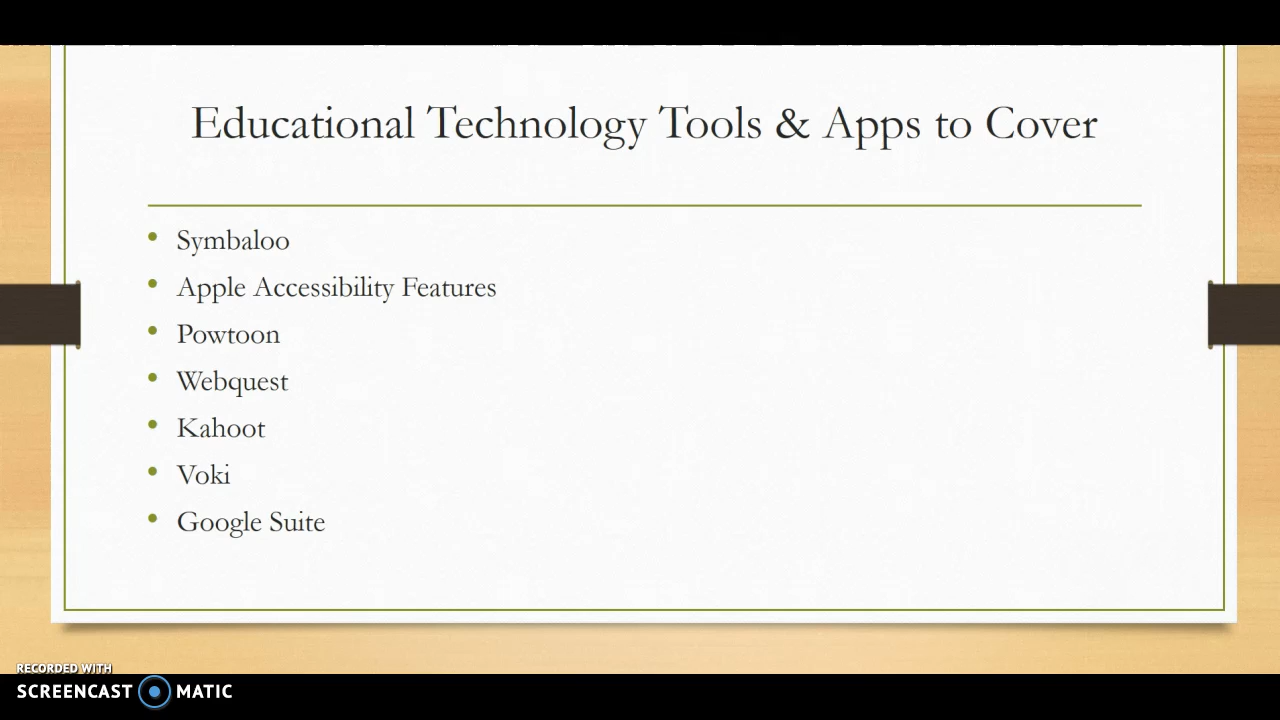 Educational Technology Tools & Apps to Cover
• Symbaloo
• Apple Accessibility Features
• Powtoon
• Webquest
• Kahoot
• Voki
• Google Suite
RECORDED WITH
SCREENCAST MATIC